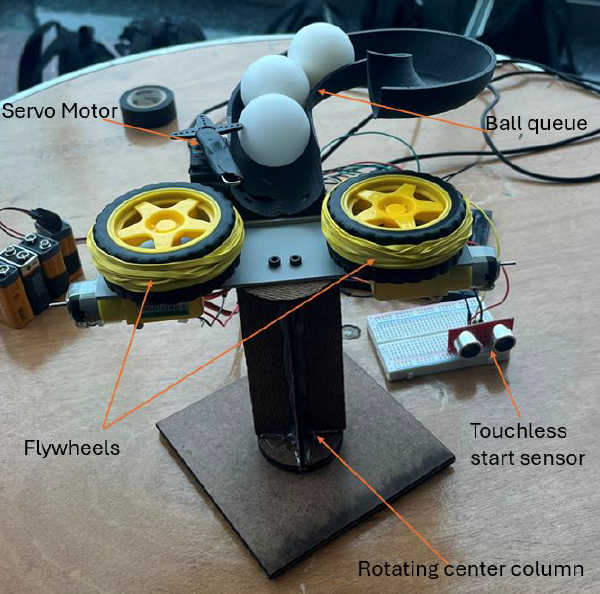 Servo Motor
Ball queue
Flywheels
Touchless
start sensor
Rotating center column